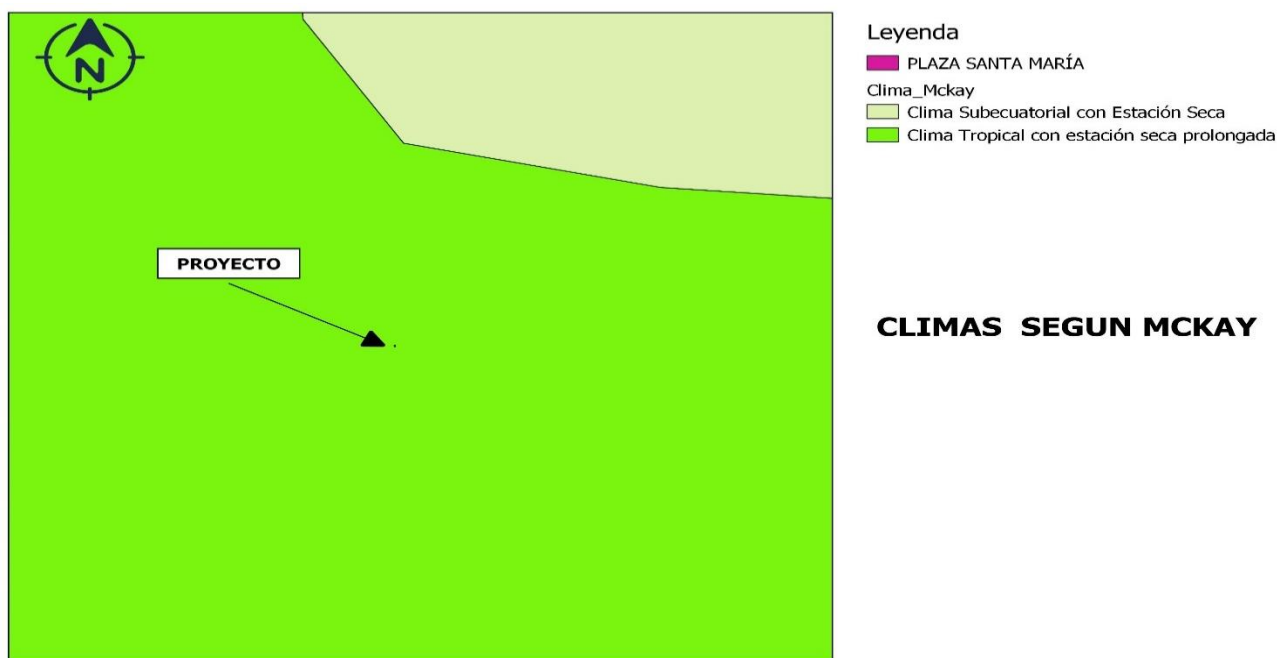 N
PROYECTO
Leyenda
PLAZA SANTA MARÍA
Clima_Mckay
Clima Subecuatorial con Estación Seca
Clima Tropical con estación seca prolongada
CLIMAS SEGUN MCKAY